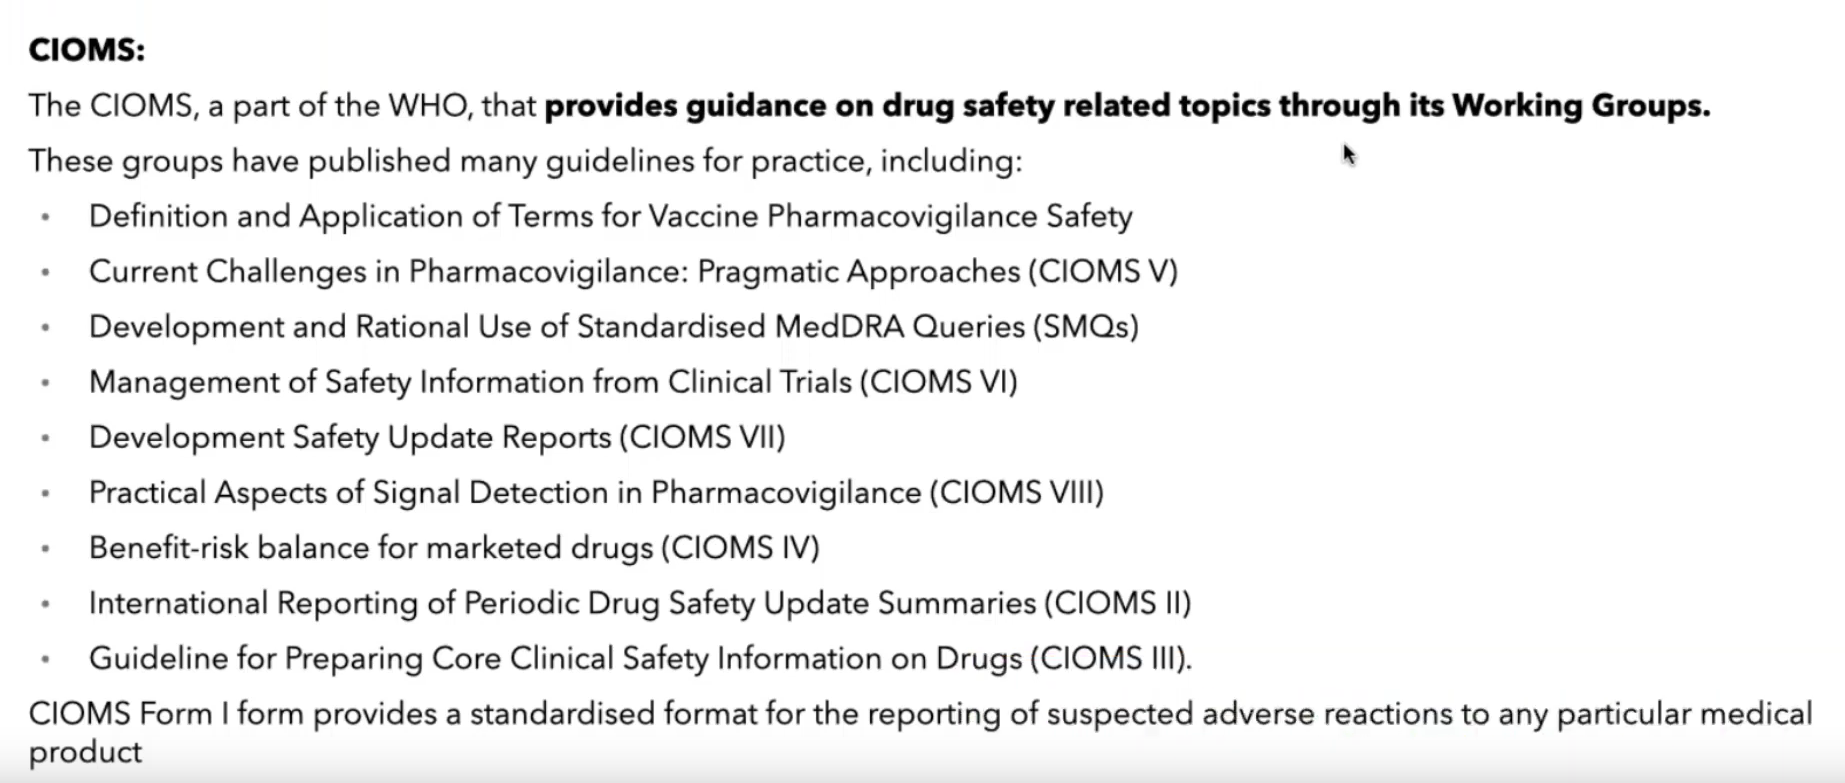 CIOMS:
The CIOMS, a part of the WHO, that provides guidance on drug safety related topics through its Working Groups.
These groups have published many guidelines for practice, including:
• Definition and Application of Terms for Vaccine Pharmacovigilance Safety
• Current Challenges in Pharmacovigilance: Pragmatic Approaches (CIOMS V)
• Development and Rational Use of Standardised MedDRA Queries (SMQs)
• Management of Safety Information from Clinical Trials (CIOMS VI)
• Development Safety Update Reports (CIOMS VII)
• Practical Aspects of Signal Detection in Pharmacovigilance (CIOMS VIII)
• Benefit-risk balance for marketed drugs (CIOMS IV)
• International Reporting of Periodic Drug Safety Update Summaries (CIOMS II)
• Guideline for Preparing Core Clinical Safety Information on Drugs (CIOMS III).
CIOMS Form I form provides a standardised format for the reporting of suspected adverse reactions to any particular medical
product